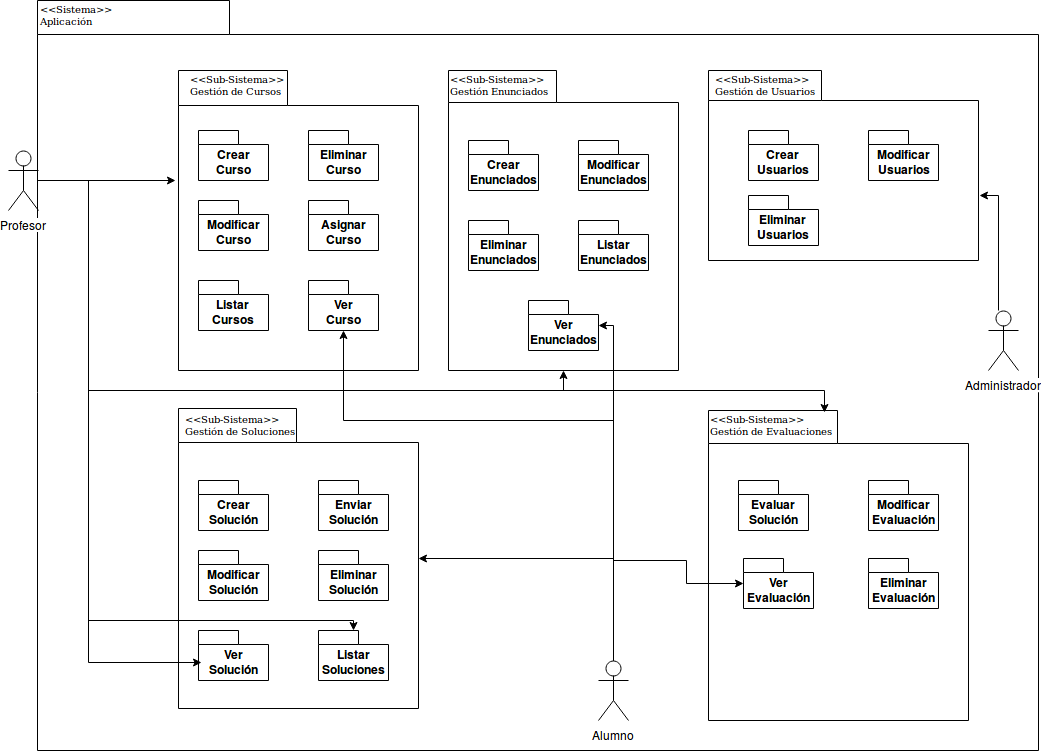 <<Sistema>>
Aplicación
<<Sub-Sistema>>
Gestión de Cursos
Crear
Curso
Eliminar
Curso
Modificar
Curso
Asignar
Curso
Listar
Cursos
Ver
Curso
<<Sub-Sistema>>
Gestión Enunciados
Crear
Enunciados
Modificar
Enunciados
Eliminar
Enunciados
Listar
Enunciados
Ver
Enunciados
<<Sub-Sistema>>
Gestión de Usuarios
Crear
Usuarios
Modificar
Usuarios
Eliminar
Usuarios
Profesor
Administrador
<<Sub-Sistema>>
Gestión de Soluciones
Crear
Solución
Enviar
Solución
Modificar
Solución
Eliminar
Solución
Ver
Solución
Listar
Soluciones
<<Sub-Sistema>>
Gestión de Evaluaciones
Evaluar
Solución
Modificar
Evaluación
Ver
Evaluación
Eliminar
Evaluación
Alumno